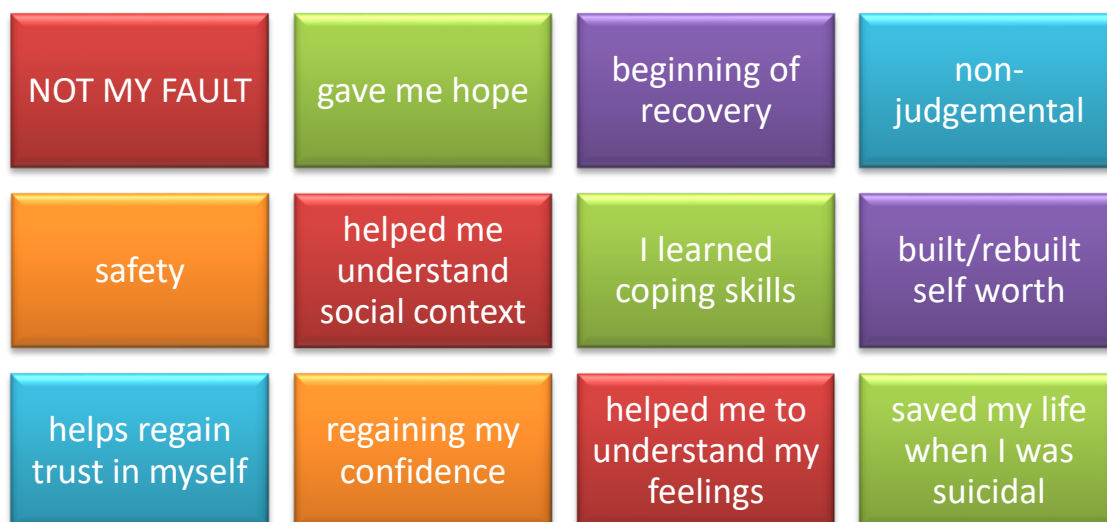 NOT MY FAULT
gave me hope
beginning of
recovery
non-
judgemental
safety
helped me
understand
social context
I learned
coping skills
built/rebuilt
self worth
helps regain
trust in myself
regaining my
confidence
helped me to
understand my
feelings
saved my life
when I was
suicidal